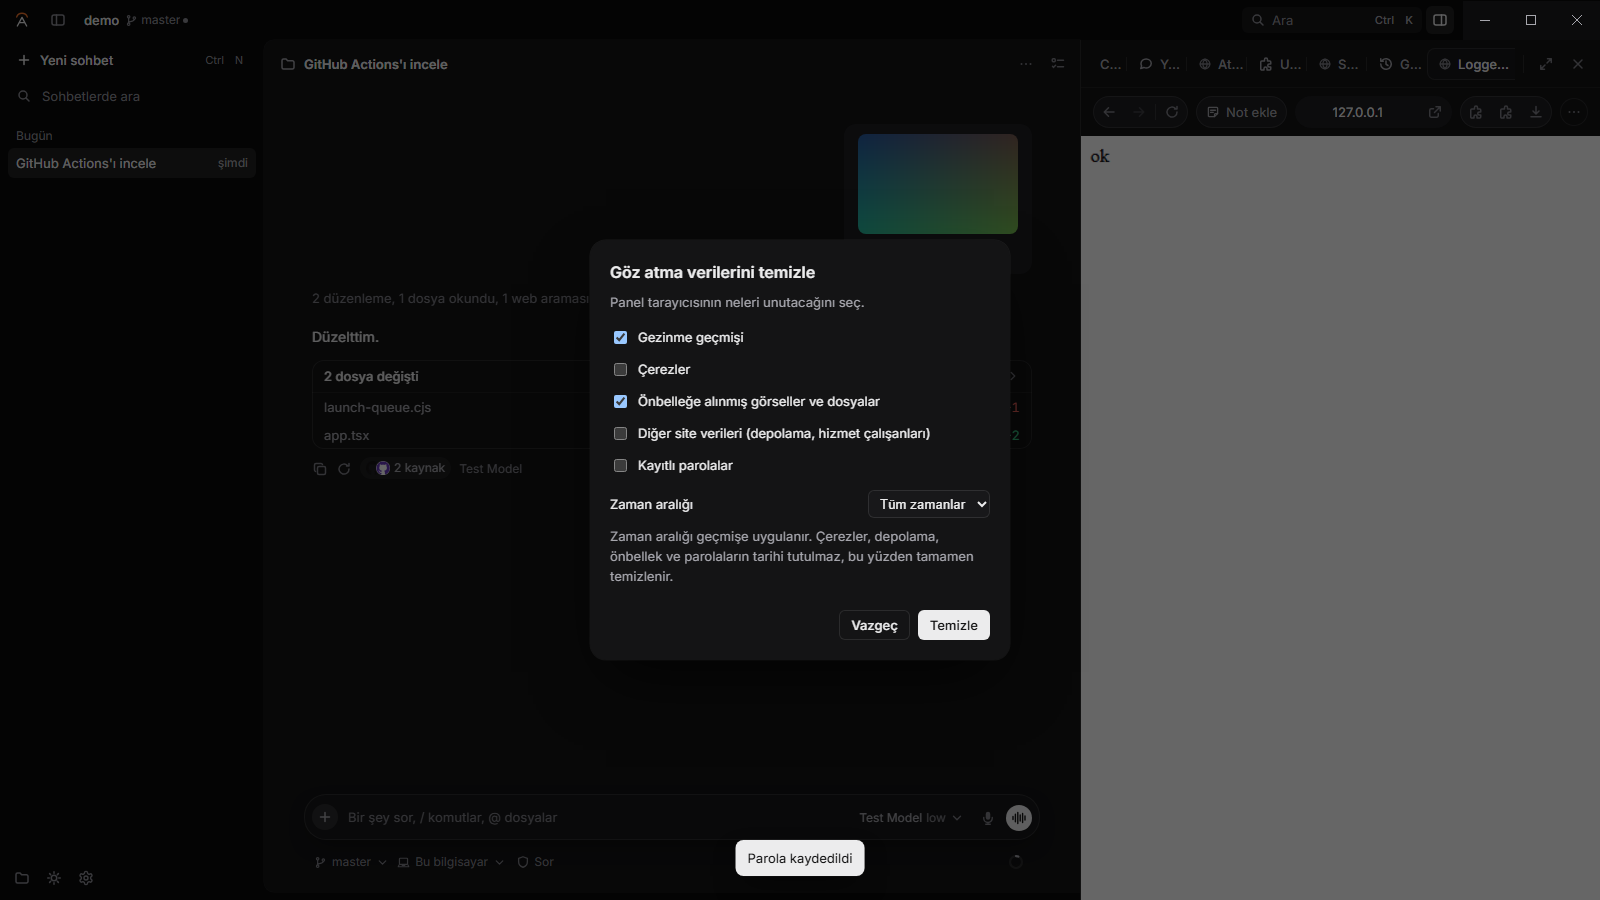 demo
master
Ara
Ctrl K
Yeni sohbet
Ctrl N
Sohbetlerde ara
Bugün
GitHub Actions'ı incele
şimdi
GitHub Actions'ı incele
C...
Y...
At...
U...
S...
G...
Logge...
Not ekle
127.0.0.1
ok
2 düzenleme, 1 dosya okundu, 1 web araması
Düzelttim.
2 dosya değişti
launch-queue.cjs
1
app.tsx
2
2 kaynak
Test Model
Göz atma verilerini temizle
Panel tarayıcısının neleri unutacağını seç.
Gezinme geçmişi
Çerezler
Önbelleğe alınmış görseller ve dosyalar
Diğer site verileri (depolama, hizmet çalışanları)
Kayıtlı parolalar
Zaman aralığı
Tüm zamanlar
Zaman aralığı geçmişe uygulanır. Çerezler, depolama,
önbellek ve parolaların tarihi tutulmaz, bu yüzden tamamen
temizlenir.
Vazgeç
Temizle
Bir şey sor, / komutlar, @ dosyalar
Test Model low
master
Bu bilgisayar
Sor
Parola kaydedildi